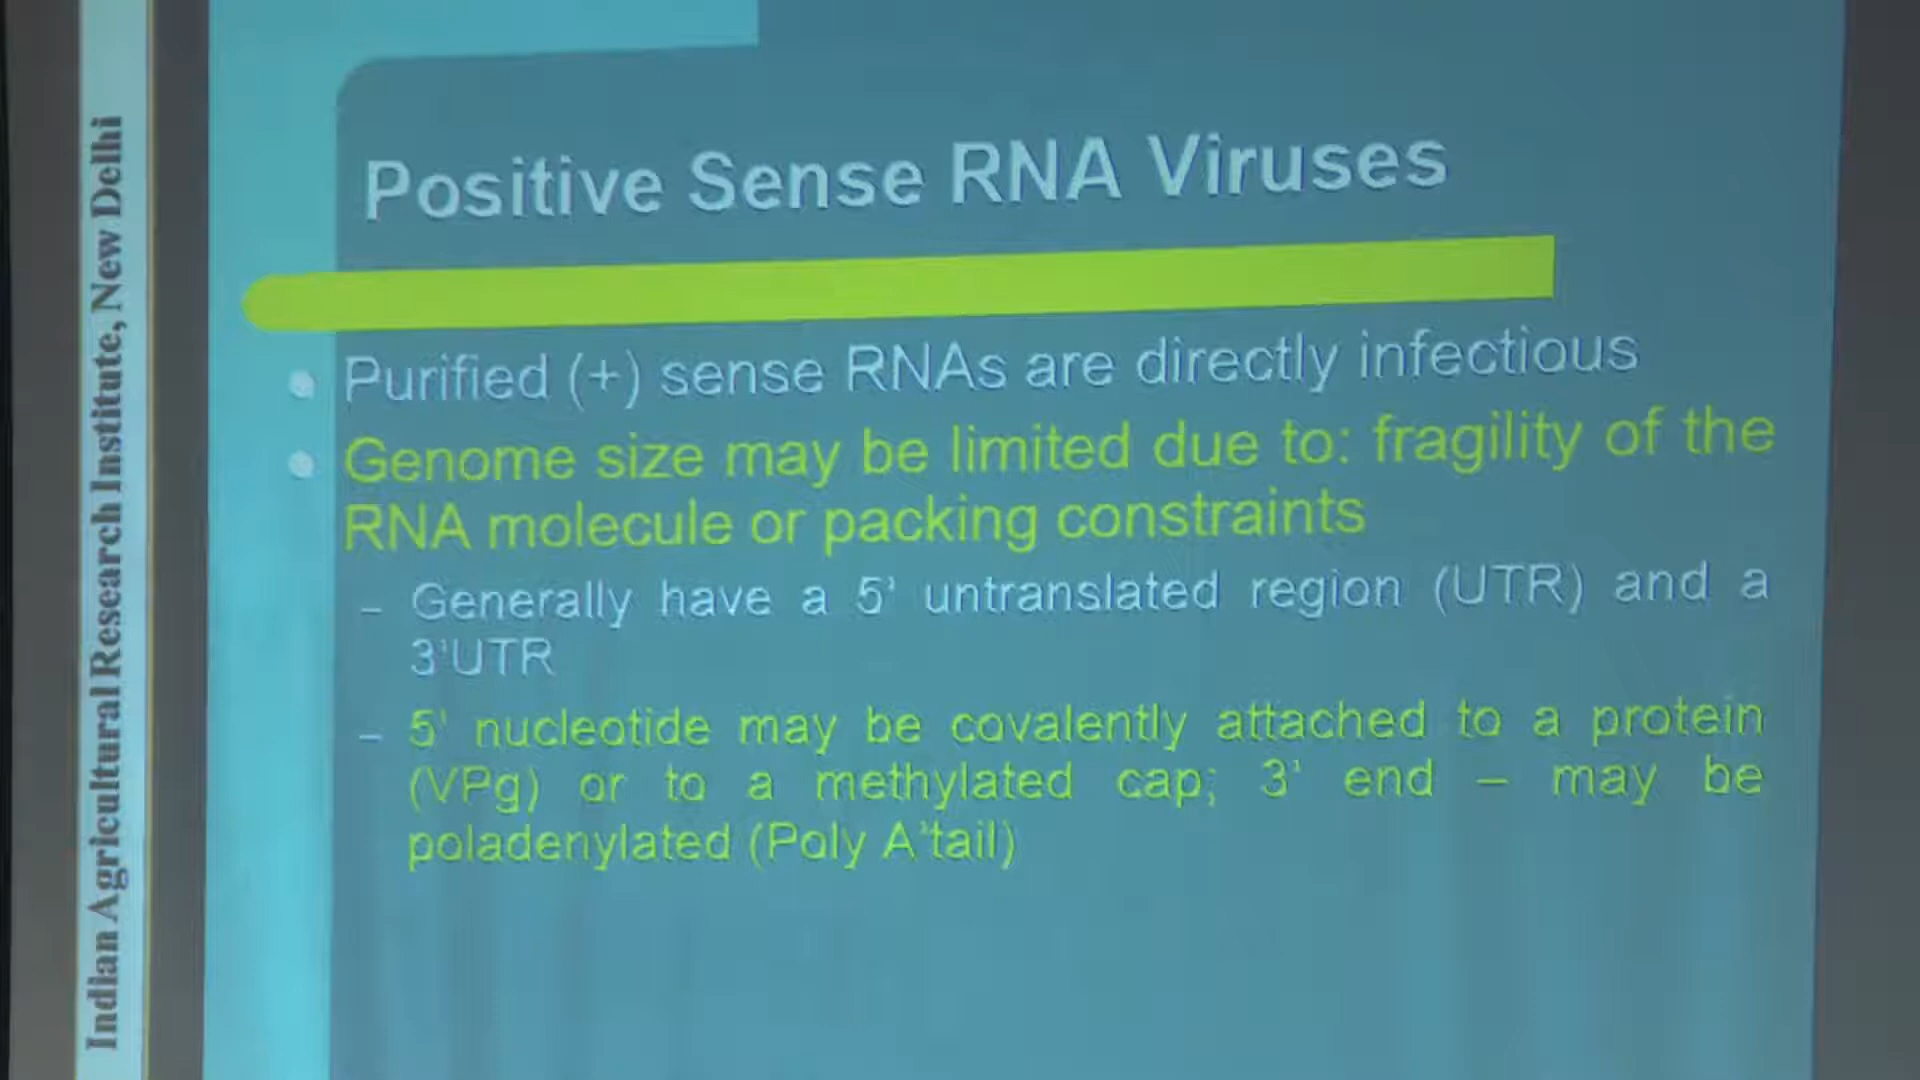 Indian Agricultural Research Institute, New Delhi
Positive Sense RNA Viruses
Purified (+) sense RNAs are directly infectious
Genome size may be limited due to: fragility of the
RNA molecule or packing constraints
– Generally have a 5' untranslated region (UTR) and a
3'UTR
– 5' nucleotide may be covalently attached to a protein
(VPg) or to a methylated cap; 3' end – may be
poladenylated (Poly A'tail)